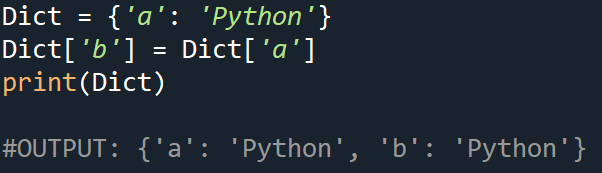 Dict = {'a': 'Python'}
Dict['b'] = Dict['a']
print(Dict)
#OUTPUT: {'a': 'Python', 'b': 'Python'}